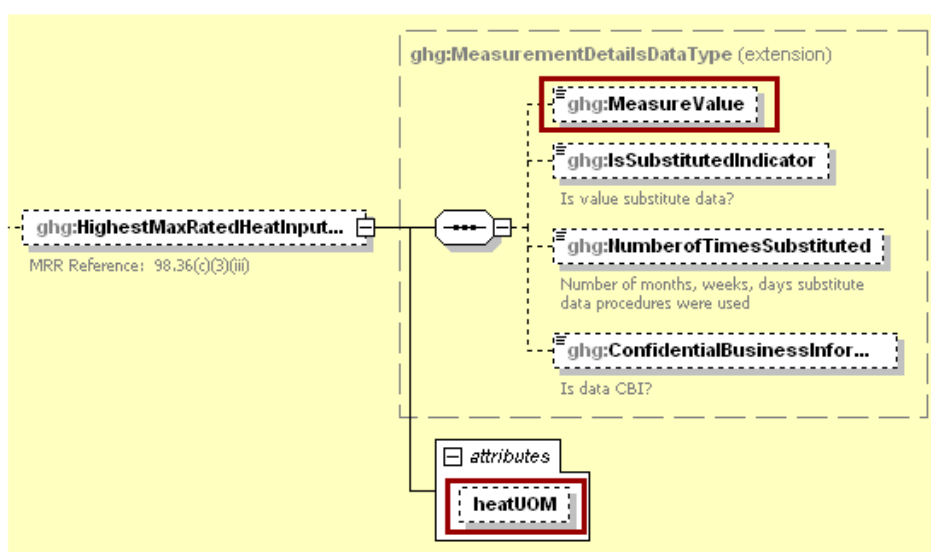 ghg:MeasurementDetailsDataType (extension)
ghg:MeasureValue
ghg:IsSubstitutedIndicator
Is value substitute data?
ghg:HighestMaxRatedHeatInput...
MRR Reference: 98.36(c)(3)(iii)
ghg:NumberofTimesSubstituted
Number of months, weeks, days substitute
data procedures were used
ghg:ConfidentialBusinessInfor...
Is data CBI?
attributes
heatUOM